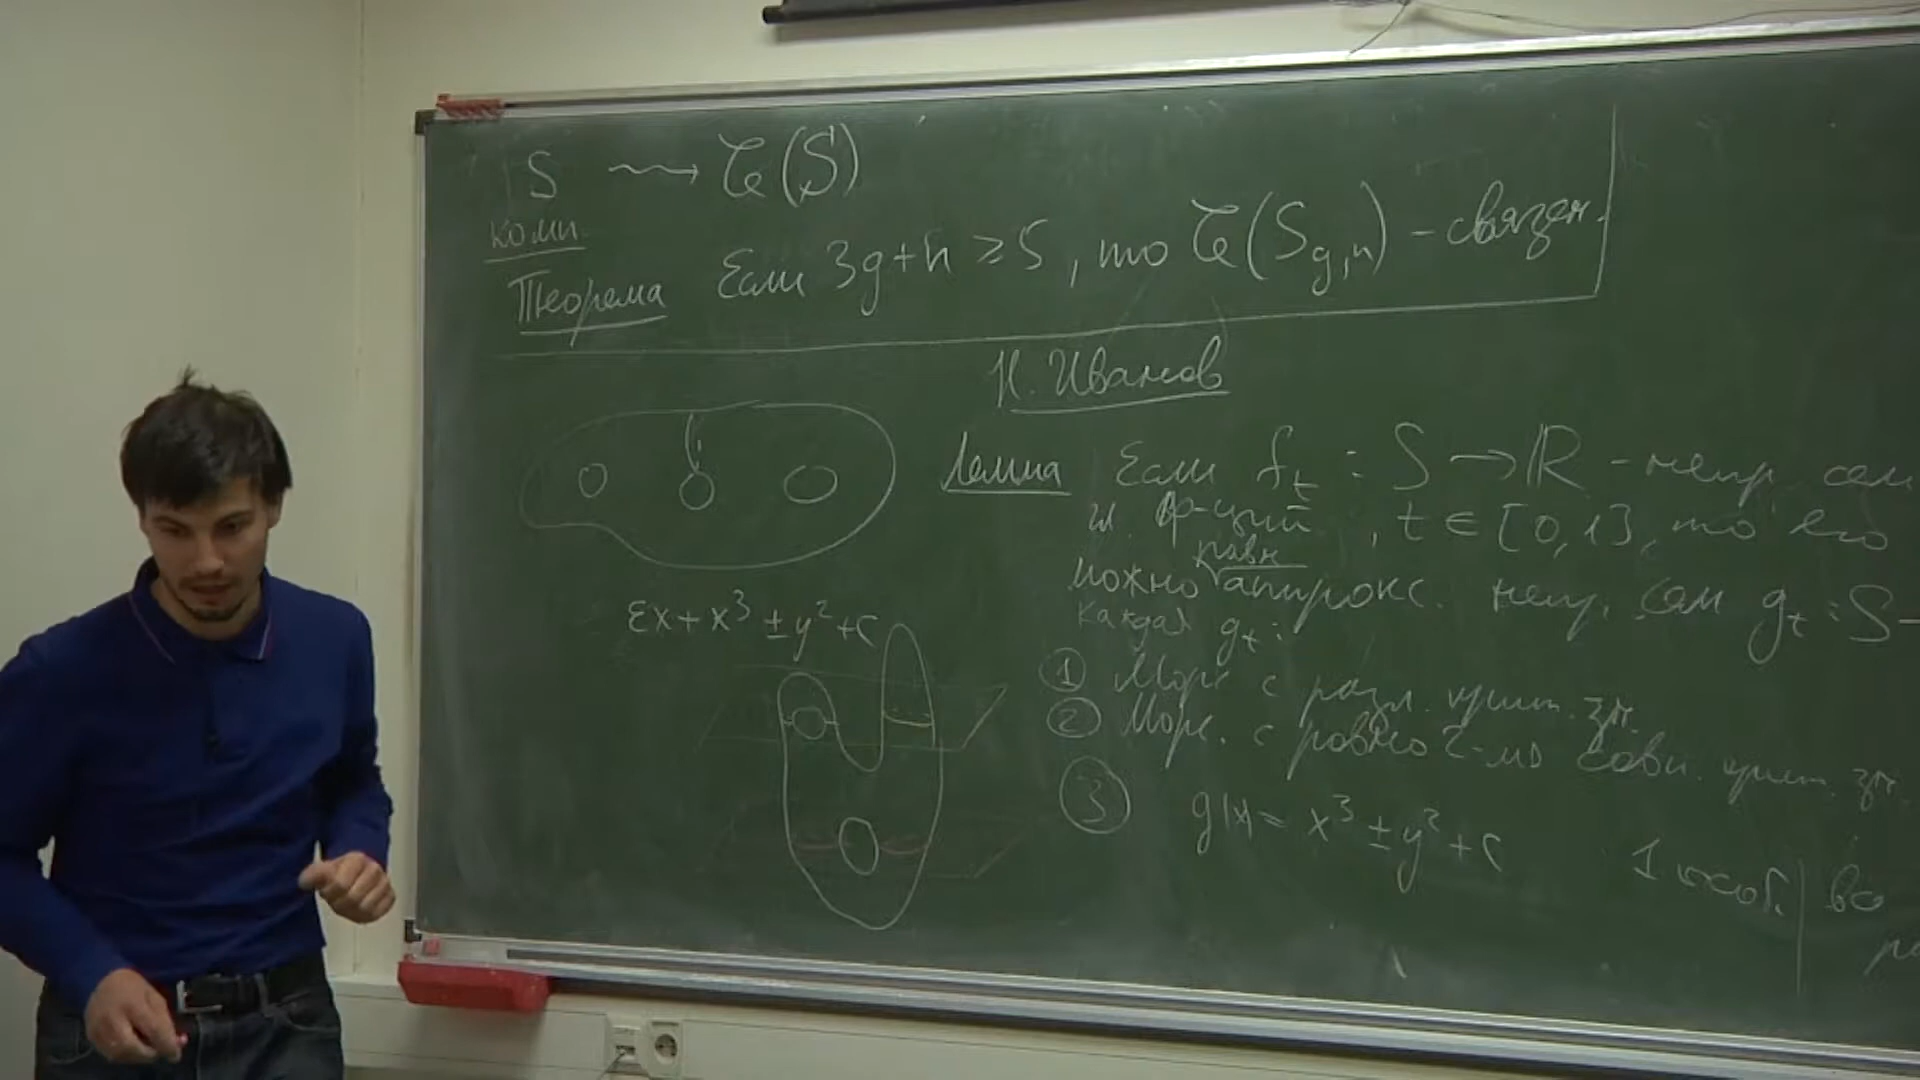 S ⟿ 𝒞(S)
комп.
Теорема Если 3g+n ≥ 5, то 𝒞(S_{g,n}) – связен.
Н. Иванов
Лемма Если f_t : S → ℝ – непр. сем
гл. ф-ций, t ∈ [0,1], то его
равн
можно аппрокс. непр. сем g_t : S →
εx + x³ ± y² + c
каждая g_t :
① Морс с разл. крит. зн.
② Морс. с ровно 2-мя совп. крит. зн.
③ g(x) = x³ ± y² + c 1 особ. во